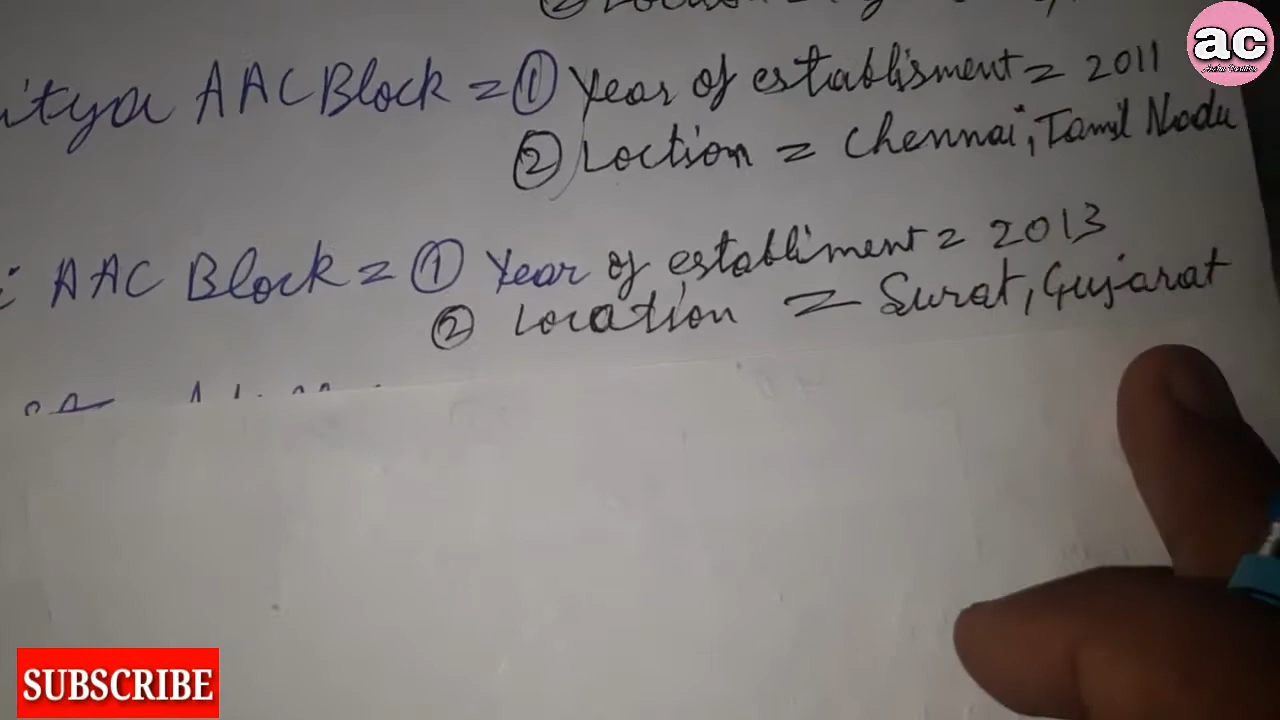 ac
itya AAC Block = ① Year of establisment = 2011
② Loction = Chennai, Tamil Nadu
AAC Block = ① Year of establiment = 2013
② Location = Surat, Gujarat
SUBSCRIBE